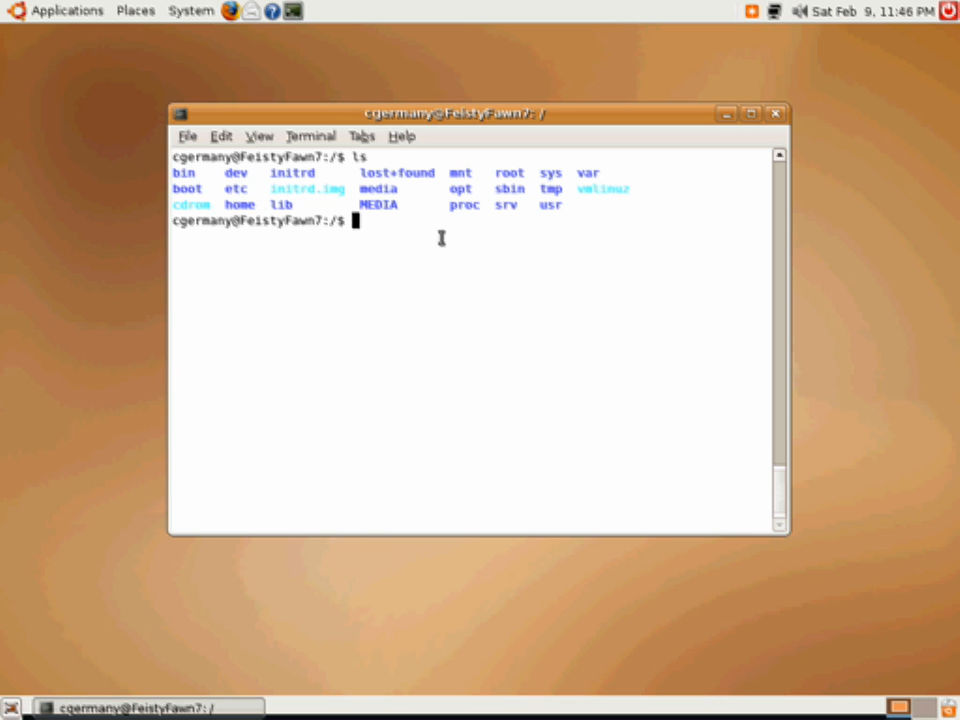 Applications Places System Sat Feb 9, 11:46 PM
cgermany@FeistyFawn7: /
File Edit View Terminal Tabs Help
cgermany@FeistyFawn7:/$ ls
bin dev initrd lost+found mnt root sys var
boot etc initrd.img media opt sbin tmp vmlinuz
cdrom home lib MEDIA proc srv usr
cgermany@FeistyFawn7:/$
cgermany@FeistyFawn7: /